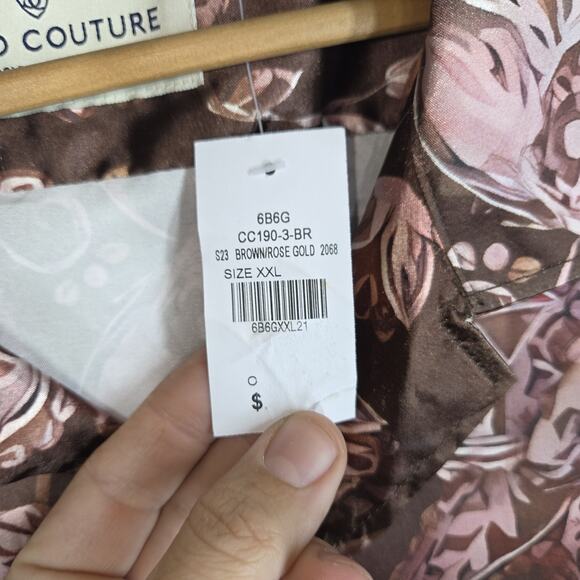 COUTURE
6B6G
CC190-3-BR
S23 BROWN/ROSE GOLD 2068
SIZE XXL
6B6GXXL21
$